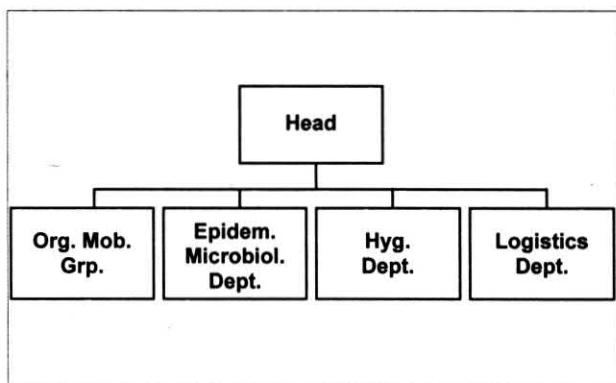 Head
Org. Mob.
Grp.
Epidem.
Microbiol.
Dept.
Hyg.
Dept.
Logistics
Dept.